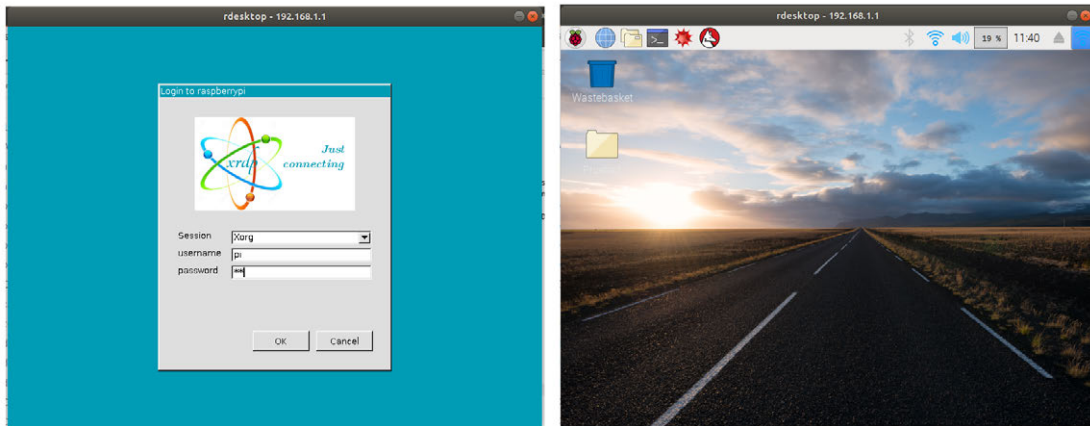 rdesktop - 192.168.1.1
Login to raspberrypi
xrdp
Just
connecting
Session Xorg
username pi
password **
OK Cancel
rdesktop - 192.168.1.1
19 % 11:40
Wastebasket